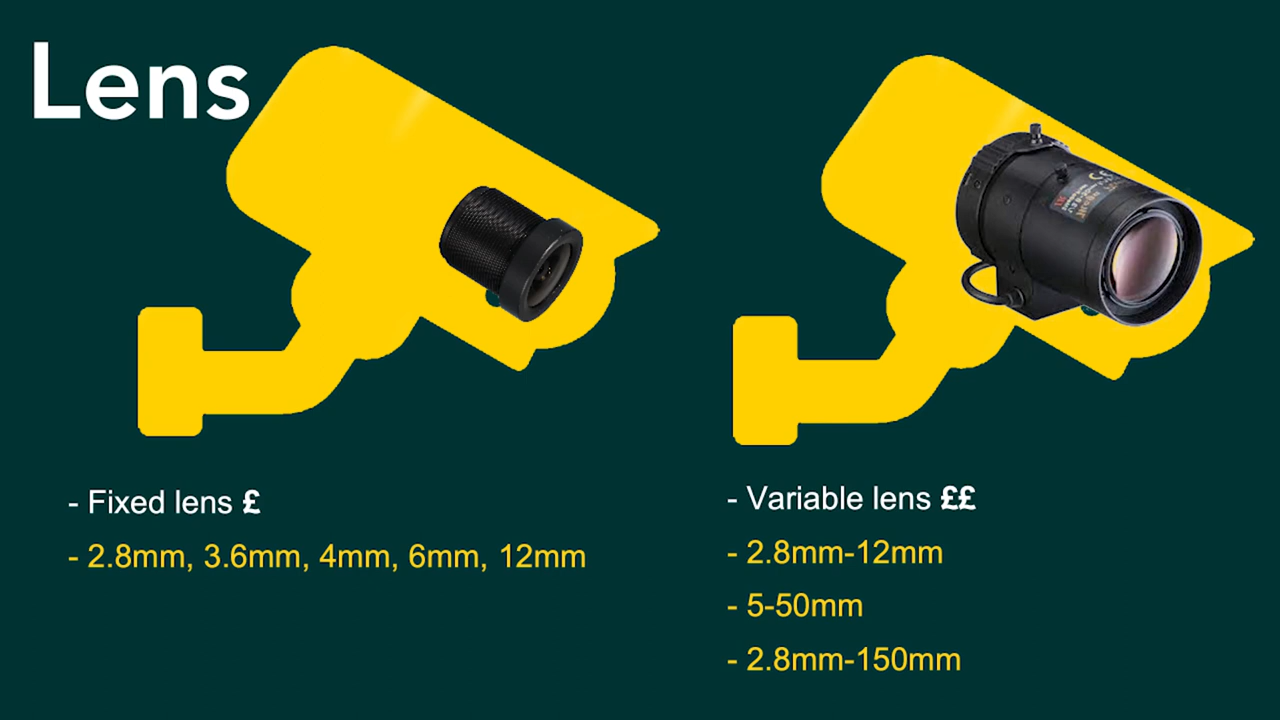 Lens
- Fixed lens £
- 2.8mm, 3.6mm, 4mm, 6mm, 12mm
- Variable lens ££
- 2.8mm-12mm
- 5-50mm
- 2.8mm-150mm